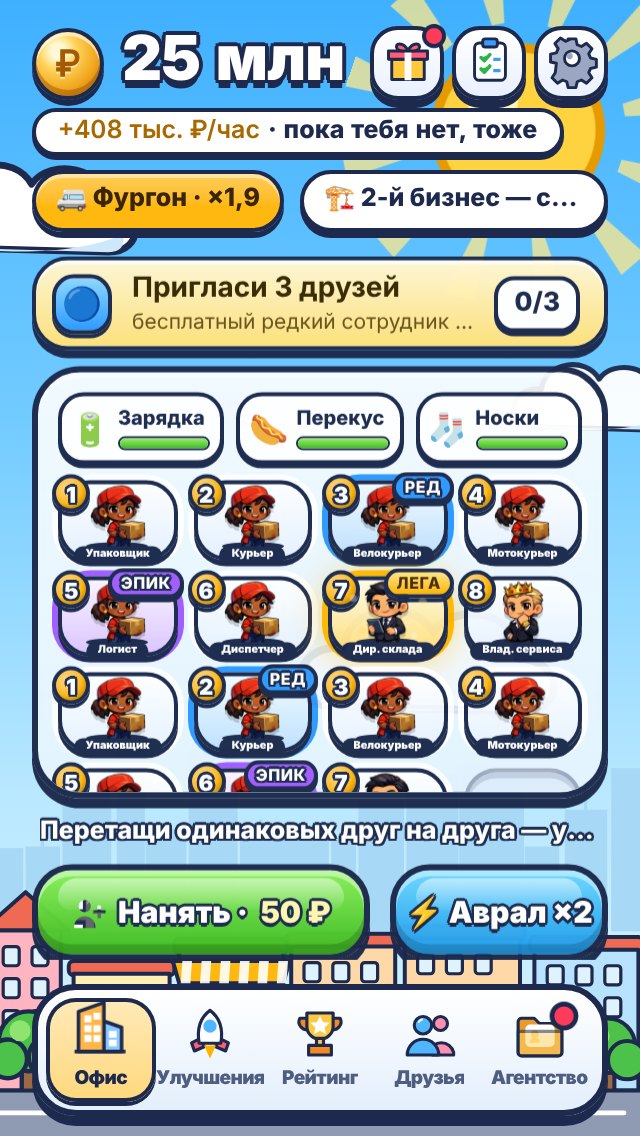 ₽ 25 млн
+408 тыс. ₽/час · пока тебя нет, тоже
Фургон · ×1,9
2-й бизнес — с...
Пригласи 3 друзей
бесплатный редкий сотрудник ...
0/3
Зарядка
Перекус
Носки
1 Упаковщик
2 Курьер
3 РЕД Велокурьер
4 Мотокурьер
5 ЭПИК Логист
6 Диспетчер
7 ЛЕГА Дир. склада
8 Влад. сервиса
1 Упаковщик
2 РЕД Курьер
3 Велокурьер
4 Мотокурьер
5
6 ЭПИК
7
Перетащи одинаковых друг на друга — у...
Нанять · 50 ₽
Аврал ×2
Офис
Улучшения
Рейтинг
Друзья
Агентство